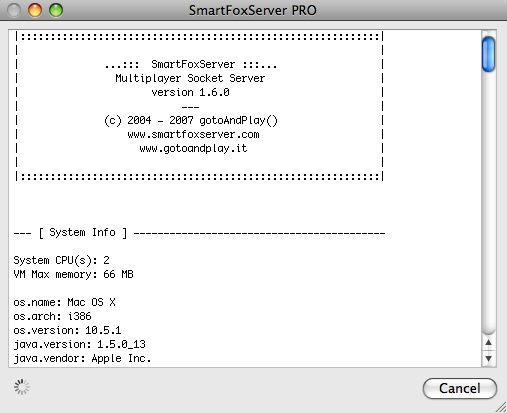 SmartFoxServer PRO
|:::::::::::::::::::::::::::::::::::::::::::::::::::::::::::|
...::: SmartFoxServer :::...
Multiplayer Socket Server
version 1.6.0
---
(c) 2004 - 2007 gotoAndPlay()
www.smartfoxserver.com
www.gotoandplay.it
|:::::::::::::::::::::::::::::::::::::::::::::::::::::::::::|
--- [ System Info ] ------------------------------------------
System CPU(s): 2
VM Max memory: 66 MB
os.name: Mac OS X
os.arch: i386
os.version: 10.5.1
java.version: 1.5.0_13
java.vendor: Apple Inc.
Cancel